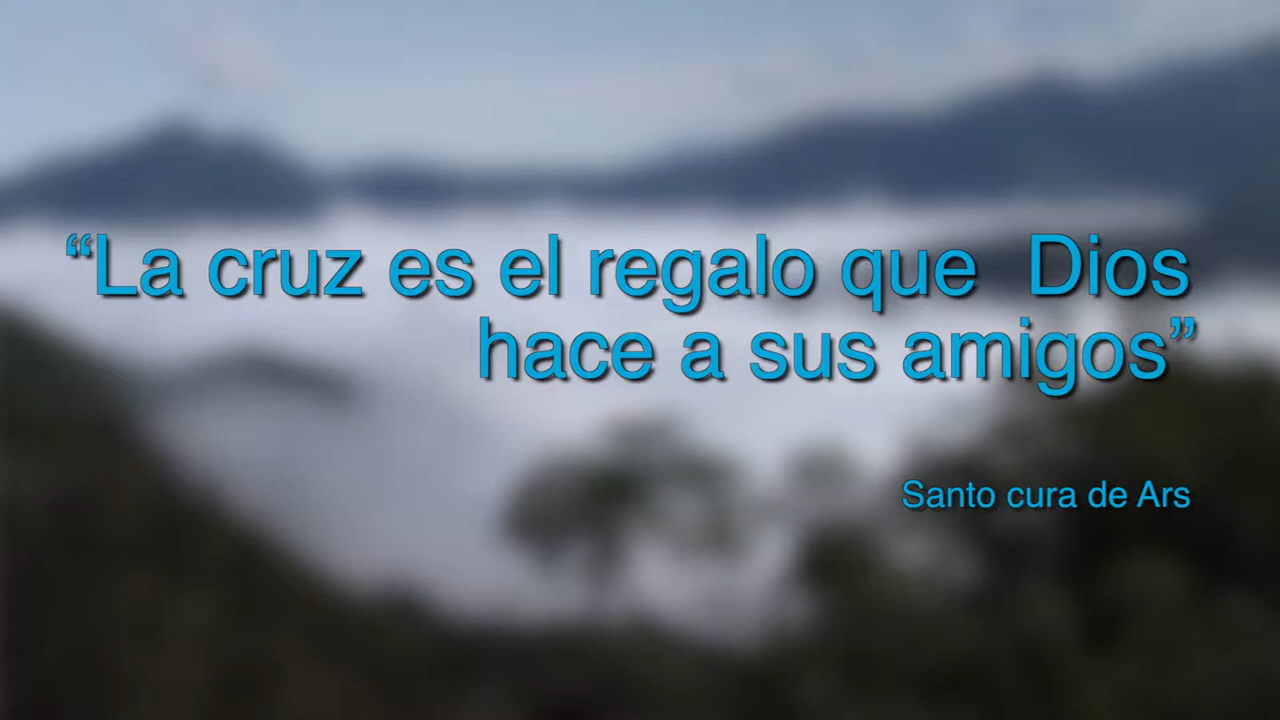 “La cruz es el regalo que  Dios
hace a sus amigos”
Santo cura de Ars